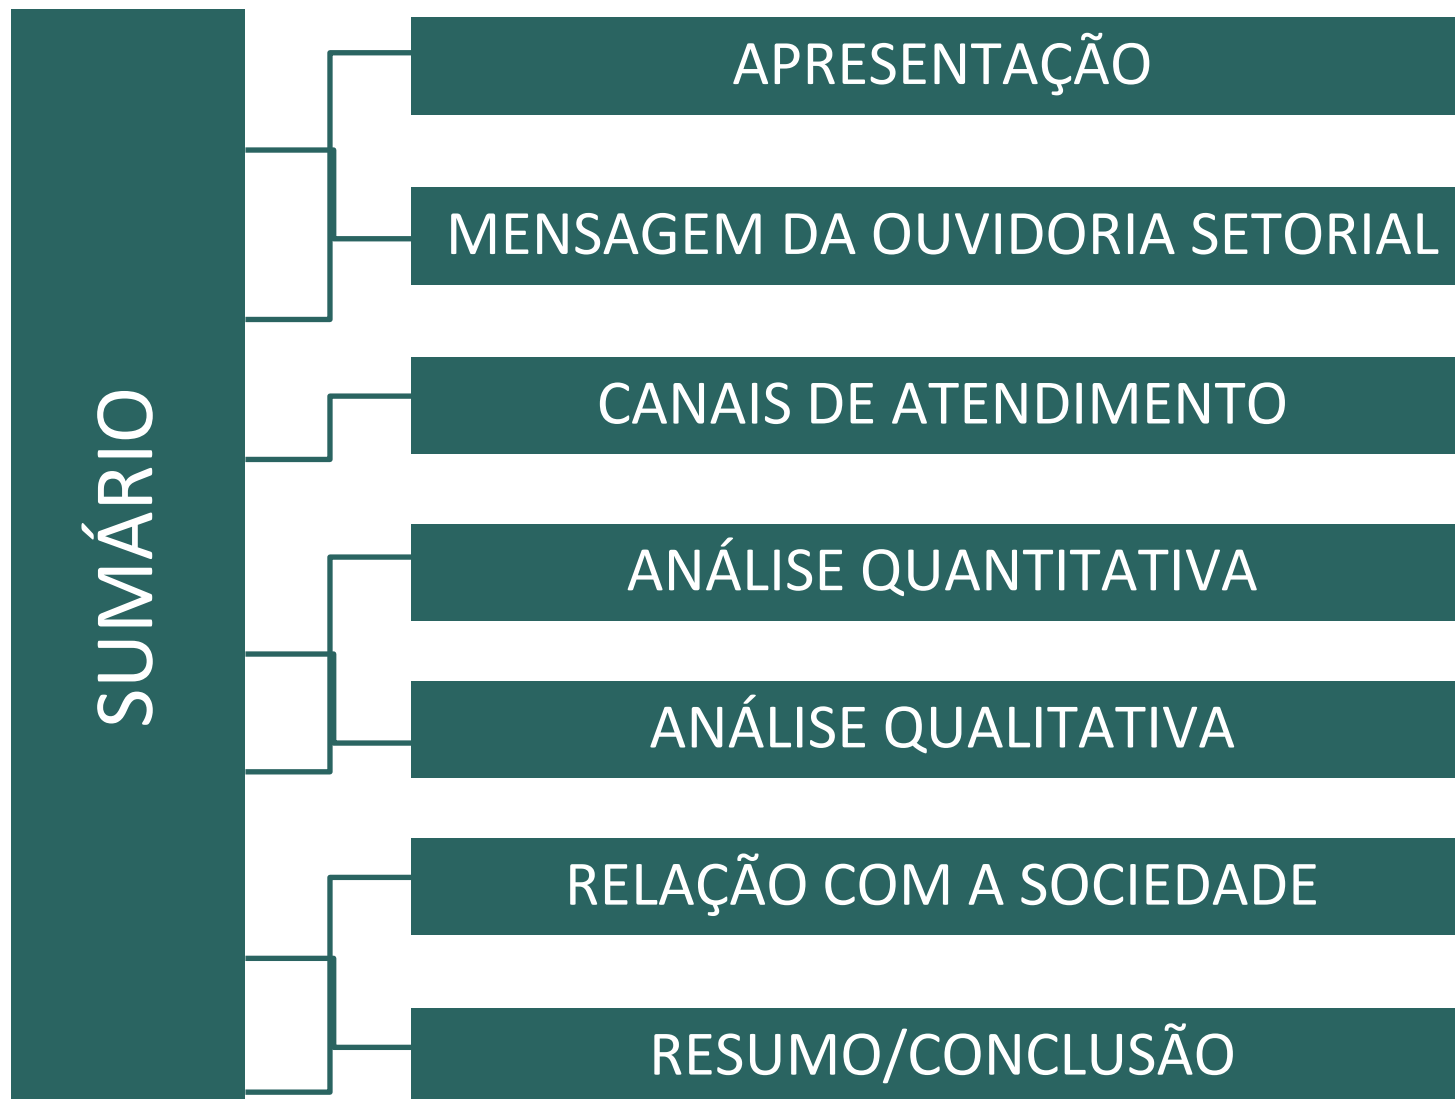 SUMÁRIO
APRESENTAÇÃO
MENSAGEM DA OUVIDORIA SETORIAL
CANAIS DE ATENDIMENTO
ANÁLISE QUANTITATIVA
ANÁLISE QUALITATIVA
RELAÇÃO COM A SOCIEDADE
RESUMO/CONCLUSÃO